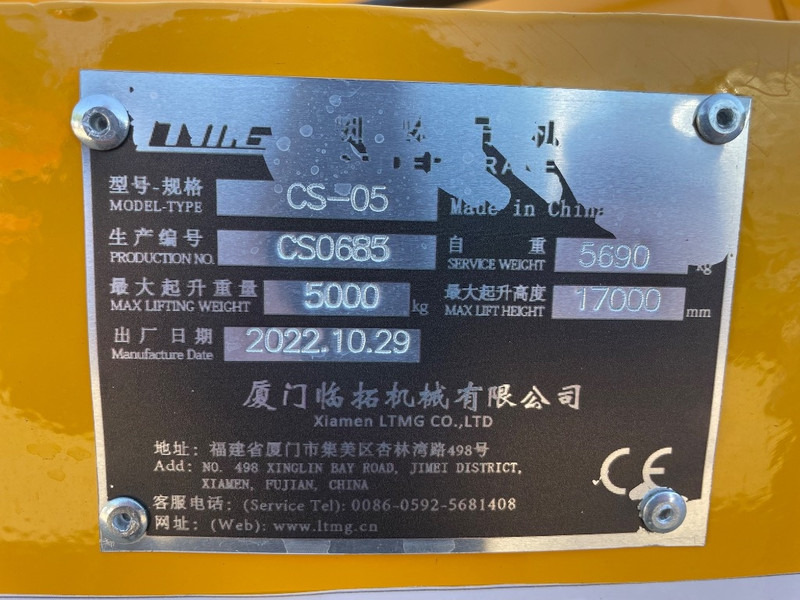 LTMG
型号-规格 CS-05
MODEL-TYPE Made in China
生产编号 CS0685 自重 5690 kg
PRODUCTION NO. SERVICE WEIGHT
最大起升重量 5000 kg 最大起升高度 17000 mm
MAX LIFTING WEIGHT MAX LIFT HEIGHT
出厂日期 2022.10.29
Manufacture Date
厦门临拓机械有限公司
Xiamen LTMG CO.,LTD
地址: 福建省厦门市集美区杏林湾路498号
Add: NO. 498 XINGLIN BAY ROAD, JIMEI DISTRICT,
XIAMEN, FUJIAN, CHINA
客服电话: (Service Tel): 0086-0592-5681408
网址: (Web): www.ltmg.cn
CE